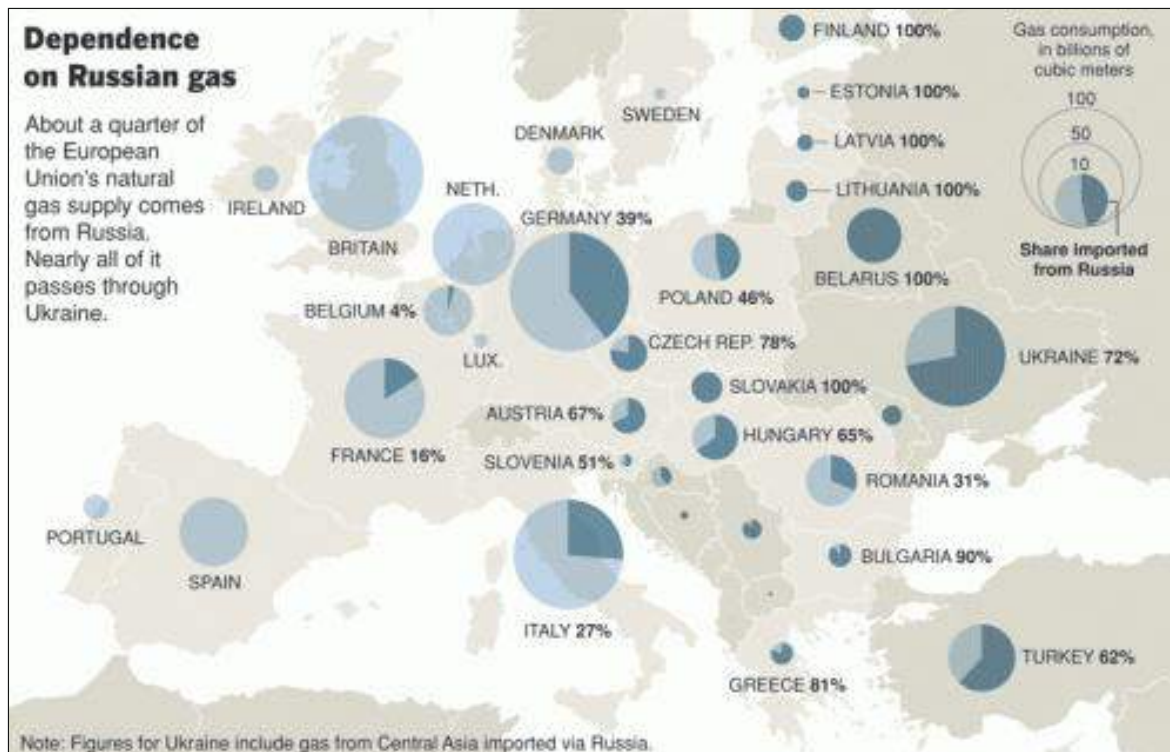 Dependence
on Russian gas
About a quarter of
the European
Union's natural
gas supply comes
from Russia.
Nearly all of it
passes through
Ukraine.
Gas consumption,
in billions of
cubic meters
100
50
10
Share imported
from Russia
FINLAND 100%
SWEDEN
ESTONIA 100%
DENMARK
LATVIA 100%
NETH.
LITHUANIA 100%
IRELAND
GERMANY 39%
BRITAIN
BELARUS 100%
POLAND 46%
BELGIUM 4%
CZECH REP. 78%
LUX.
UKRAINE 72%
SLOVAKIA 100%
AUSTRIA 67%
HUNGARY 65%
FRANCE 16%
SLOVENIA 51%
ROMANIA 31%
PORTUGAL
BULGARIA 90%
SPAIN
ITALY 27%
TURKEY 62%
GREECE 81%
Note: Figures for Ukraine include gas from Central Asia imported via Russia.